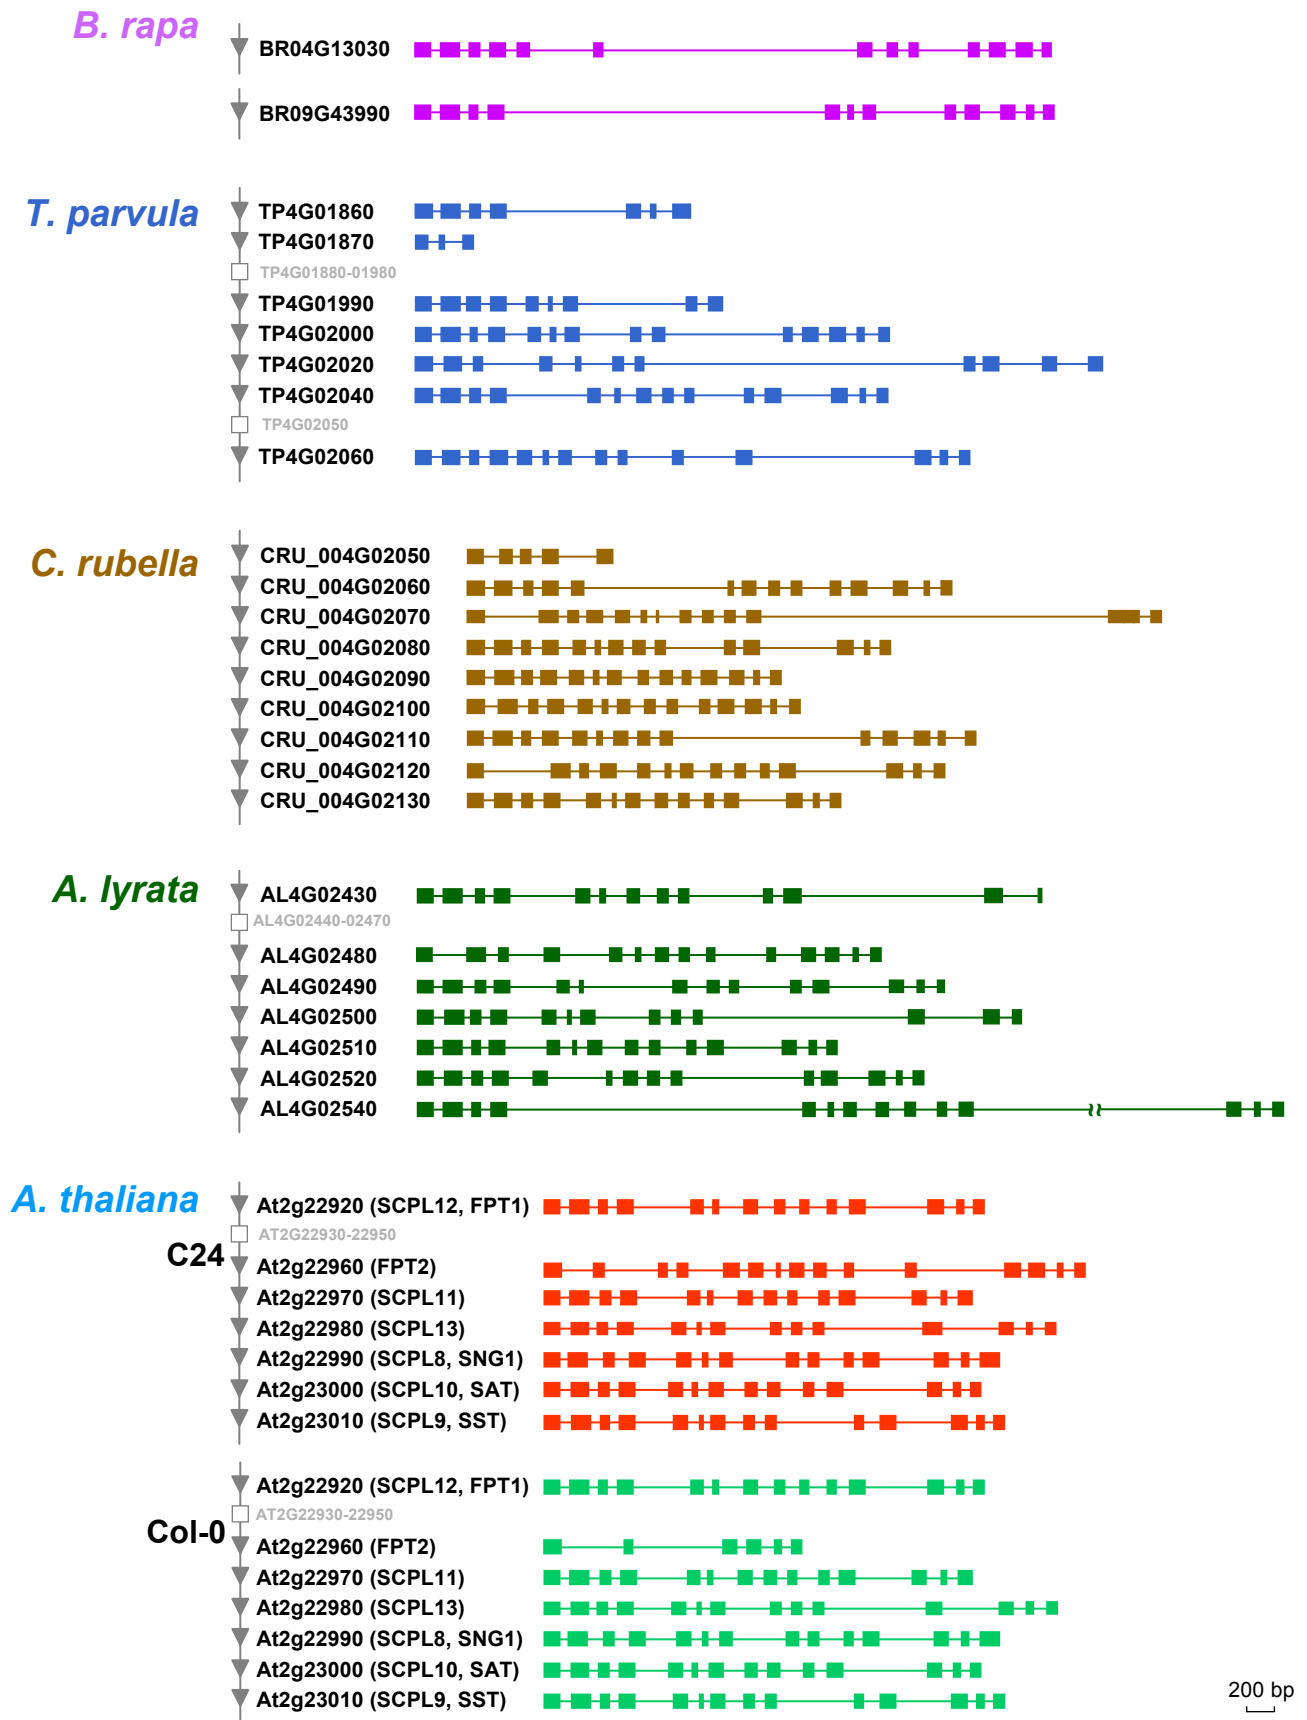 B. rapa
BR04G13030
BR09G43990
T. parvula
TP4G01860
TP4G01870
TP4G01880-01980
TP4G01990
TP4G02000
TP4G02020
TP4G02040
TP4G02050
TP4G02060
C. rubella
CRU_004G02050
CRU_004G02060
CRU_004G02070
CRU_004G02080
CRU_004G02090
CRU_004G02100
CRU_004G02110
CRU_004G02120
CRU_004G02130
A. lyrata
AL4G02430
AL4G02440-02470
AL4G02480
AL4G02490
AL4G02500
AL4G02510
AL4G02520
AL4G02540
A. thaliana
C24
At2g22920 (SCPL12, FPT1)
AT2G22930-22950
At2g22960 (FPT2)
At2g22970 (SCPL11)
At2g22980 (SCPL13)
At2g22990 (SCPL8, SNG1)
At2g23000 (SCPL10, SAT)
At2g23010 (SCPL9, SST)
Col-0
At2g22920 (SCPL12, FPT1)
AT2G22930-22950
At2g22960 (FPT2)
At2g22970 (SCPL11)
At2g22980 (SCPL13)
At2g22990 (SCPL8, SNG1)
At2g23000 (SCPL10, SAT)
At2g23010 (SCPL9, SST)
200 bp